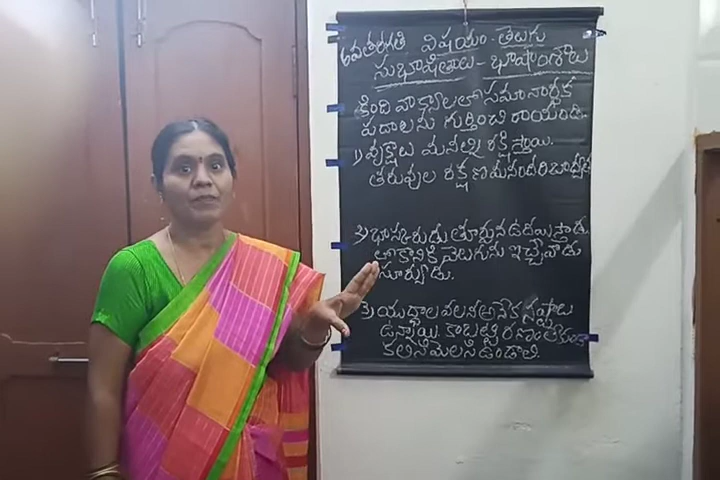 6వతరగతి విషయం-తెలుగు
సుభాషితాలు - భాషాంశాలు
క్రింది వాక్యాలలో సమానార్థక
పదాలను గుర్తించి రాయండి.
1) వృక్షాలు మనల్ని రక్షిస్తాయి.
తరువుల రక్షణ మనందరి బాధ్యత
2) భాస్కరుడు తూర్పున ఉదయిస్తాడు.
లోకానికి వెలుగును ఇచ్చేవాడు
సూర్యుడు.
3) యుద్ధాల వలన అనేక నష్టాలు
ఉన్నాయి. కాబట్టి రణం లేకుండా
కలిసిమెలసి ఉండాలి.